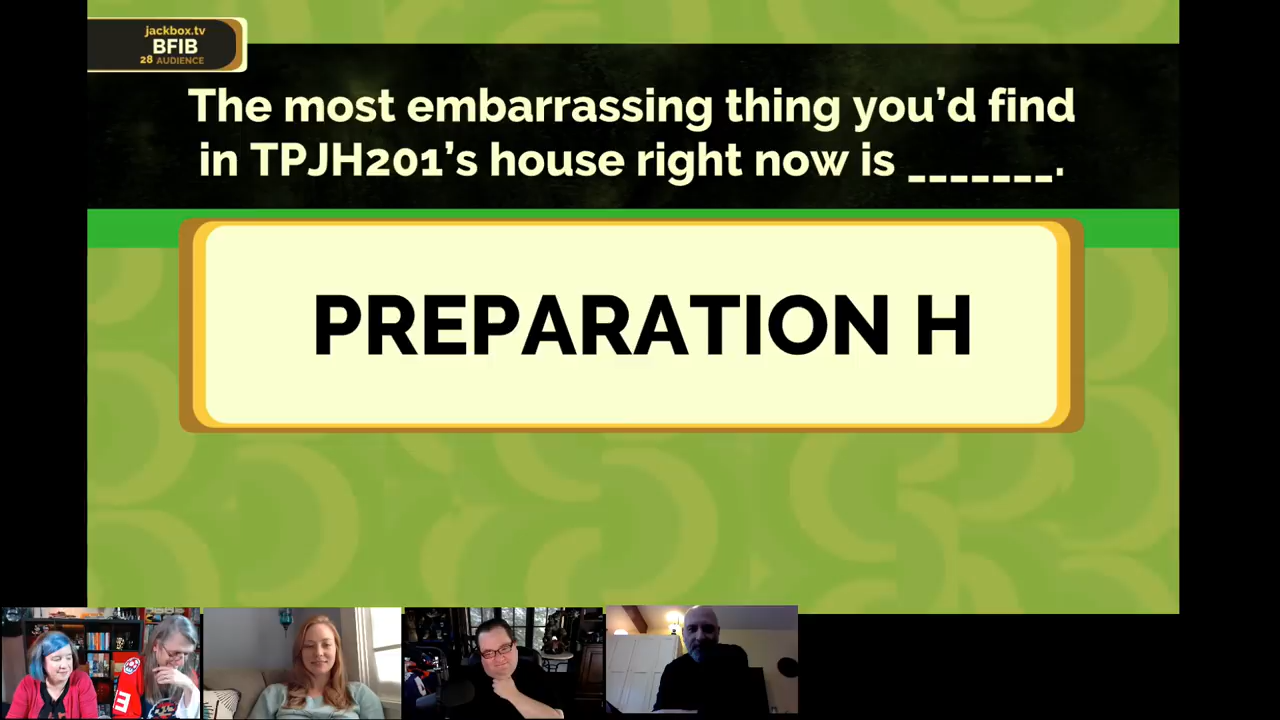 jackbox.tv
BFIB
28 AUDIENCE
The most embarrassing thing you’d find
in TPJH201’s house right now is _______.
PREPARATION H